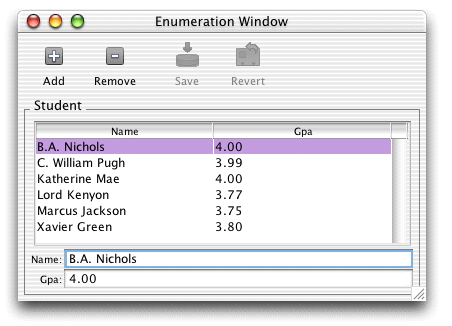 Enumeration Window
Add Remove Save Revert
Student
Name Gpa
B.A. Nichols 4.00
C. William Pugh 3.99
Katherine Mae 4.00
Lord Kenyon 3.77
Marcus Jackson 3.75
Xavier Green 3.80
Name: B.A. Nichols
Gpa: 4.00